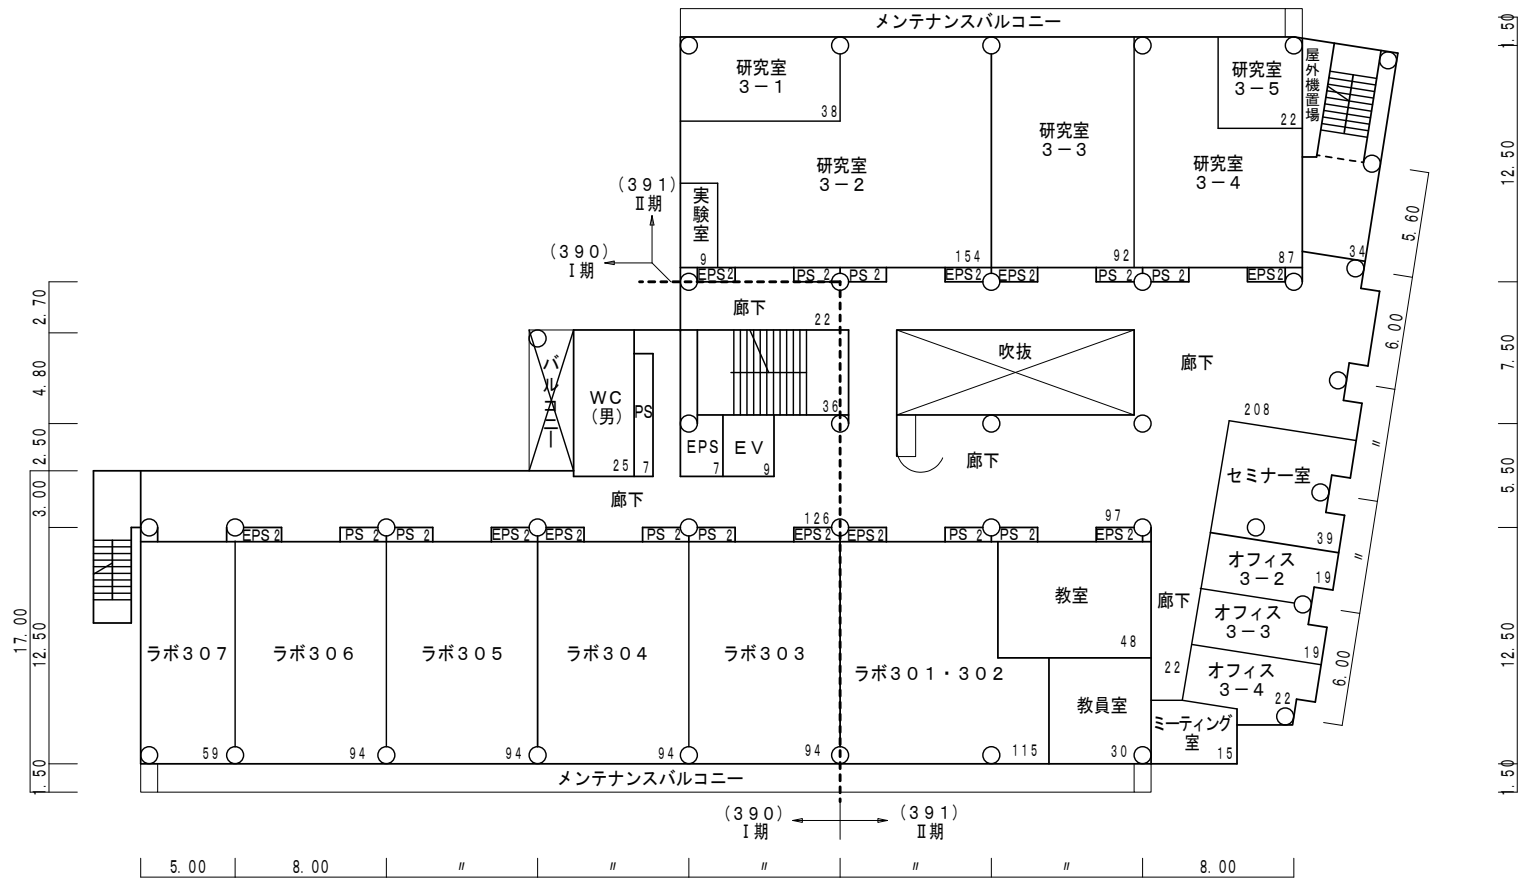 メンテナンスバルコニー
1.50
研究室
3−1
38
研究室
3−5
22
屋外機置場
研究室
3−3
12.50
研究室
3−2
研究室
3−4
(391)
Ⅱ期
実験室
(390)
Ⅰ期
9
154
92
87
34
5.60
EPS2
PS 2
PS 2
EPS2
EPS2
PS 2
PS 2
EPS2
2.70
廊下
22
6.00
4.80
バルコニー
WC
(男)
PS
吹抜
廊下
7.50
36
208
〃
2.50
25
7
EPS
7
EV
9
廊下
セミナー室
5.50
3.00
廊下
126
97
39
EPS2
PS 2
PS 2
EPS2
EPS2
PS 2
PS 2
EPS2
EPS2
PS 2
PS 2
EPS2
オフィス
3−2
19
〃
17.00
12.50
教室
48
廊下
オフィス
3−3
19
12.50
ラボ307
ラボ306
ラボ305
ラボ304
ラボ303
ラボ301・302
22
オフィス
3−4
22
6.00
教員室
ミーティング
室
59
94
94
94
94
115
30
15
1.50
メンテナンスバルコニー
1.50
(390)
Ⅰ期
(391)
Ⅱ期
5.00
8.00
〃
〃
〃
〃
〃
8.00